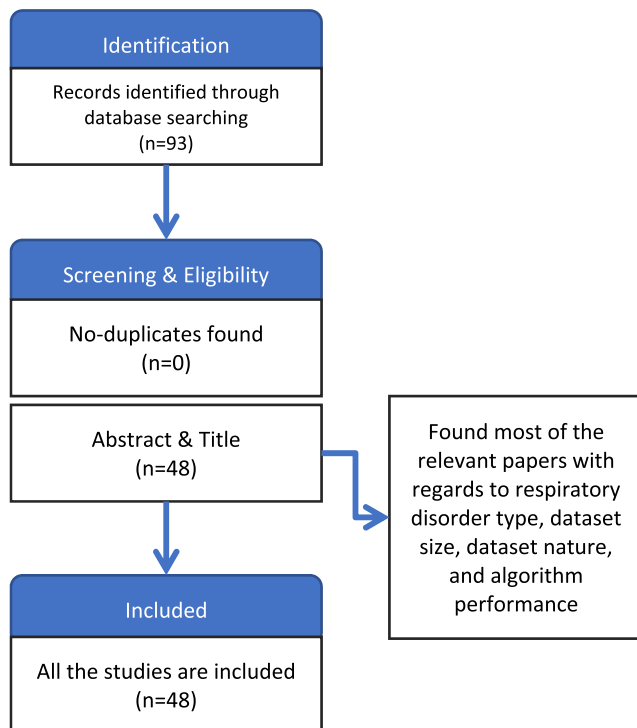 Identification
Records identified through
database searching
(n=93)
Screening & Eligibility
No-duplicates found
(n=0)
Abstract & Title
(n=48)
Found most of the
relevant papers with
regards to respiratory
disorder type, dataset
size, dataset nature,
and algorithm
performance
Included
All the studies are included
(n=48)